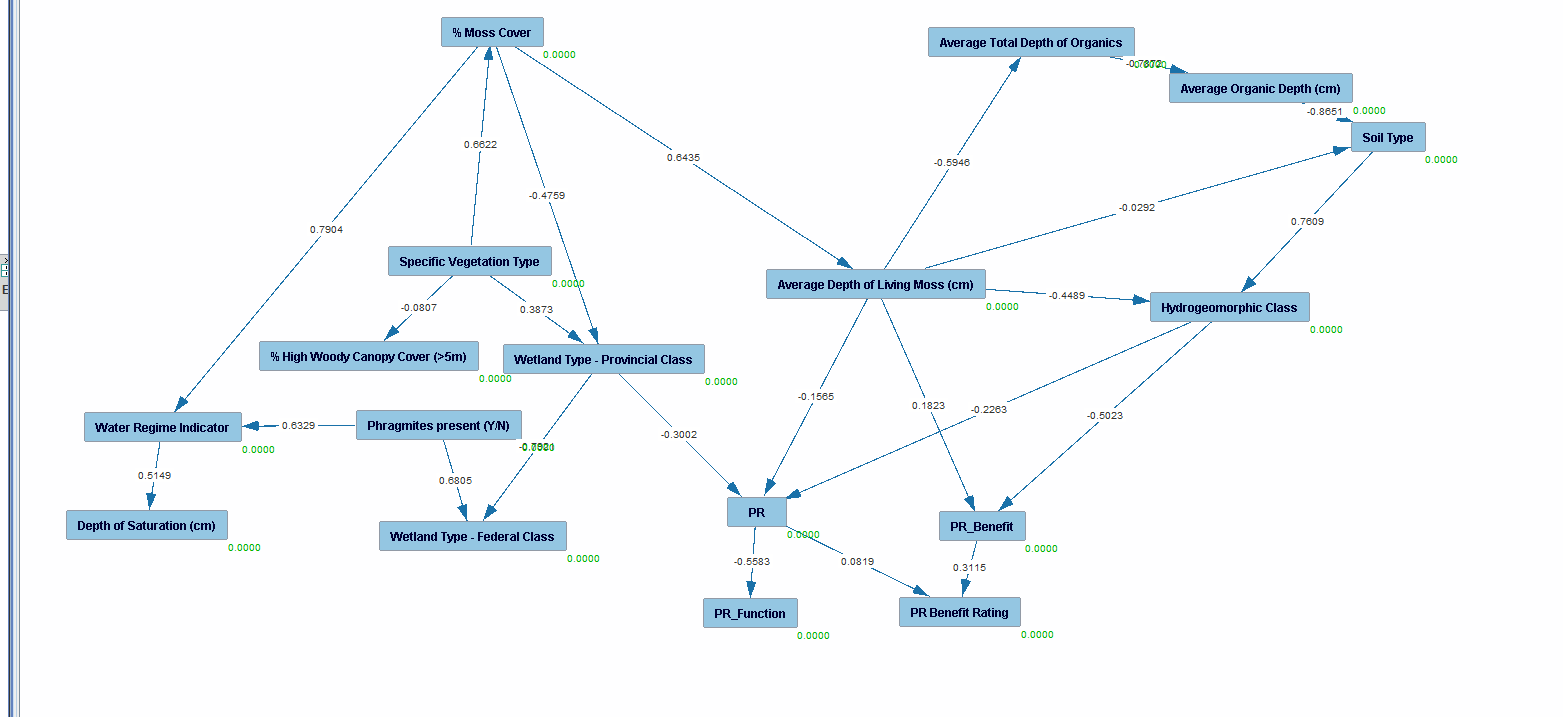 % Moss Cover
0.0000
Average Total Depth of Organics
0.0000
Average Organic Depth (cm)
0.0000
-0.8651
Soil Type
0.0000
0.6622
0.6435
-0.5946
-0.4759
-0.0292
0.7904
0.7609
Specific Vegetation Type
0.0000
Average Depth of Living Moss (cm)
0.0000
-0.4489
Hydrogeomorphic Class
0.0000
-0.0807
0.3873
% High Woody Canopy Cover (>5m)
0.0000
Wetland Type - Provincial Class
0.0000
-0.1565
0.1823
-0.2263
-0.5023
Water Regime Indicator
0.0000
0.6329
Phragmites present (Y/N)
-0.3002
0.5149
0.6805
Depth of Saturation (cm)
0.0000
Wetland Type - Federal Class
0.0000
PR
0.0000
PR_Benefit
0.0000
-0.5583
0.0819
0.3115
PR_Function
0.0000
PR Benefit Rating
0.0000
E